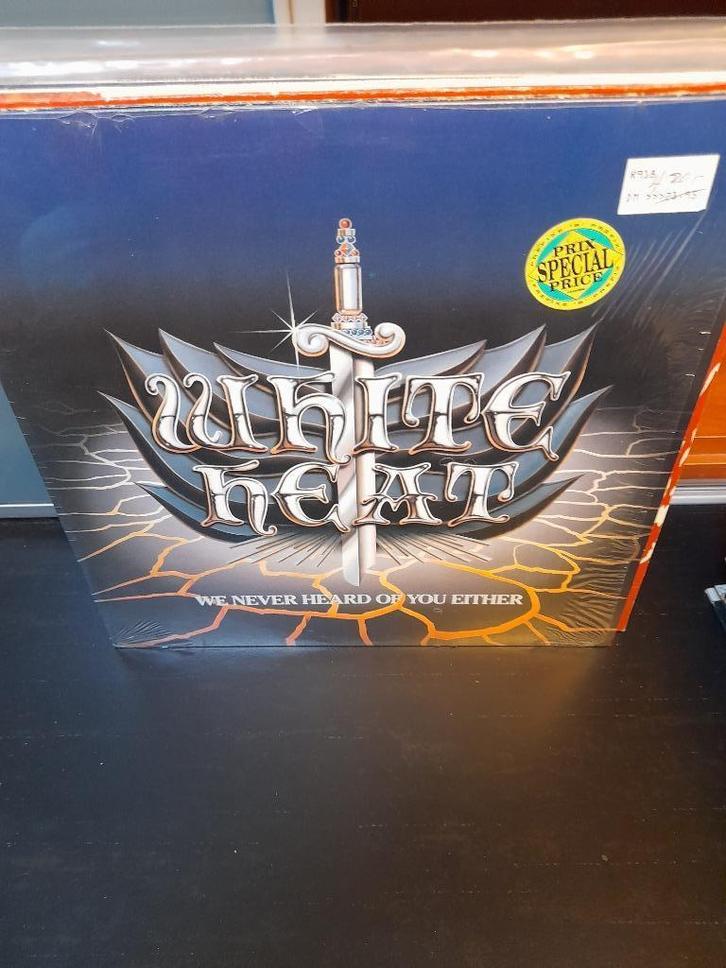 PRIX
SPECIAL
PRICE
WHITE
HEAT
WE NEVER HEARD OF YOU EITHER